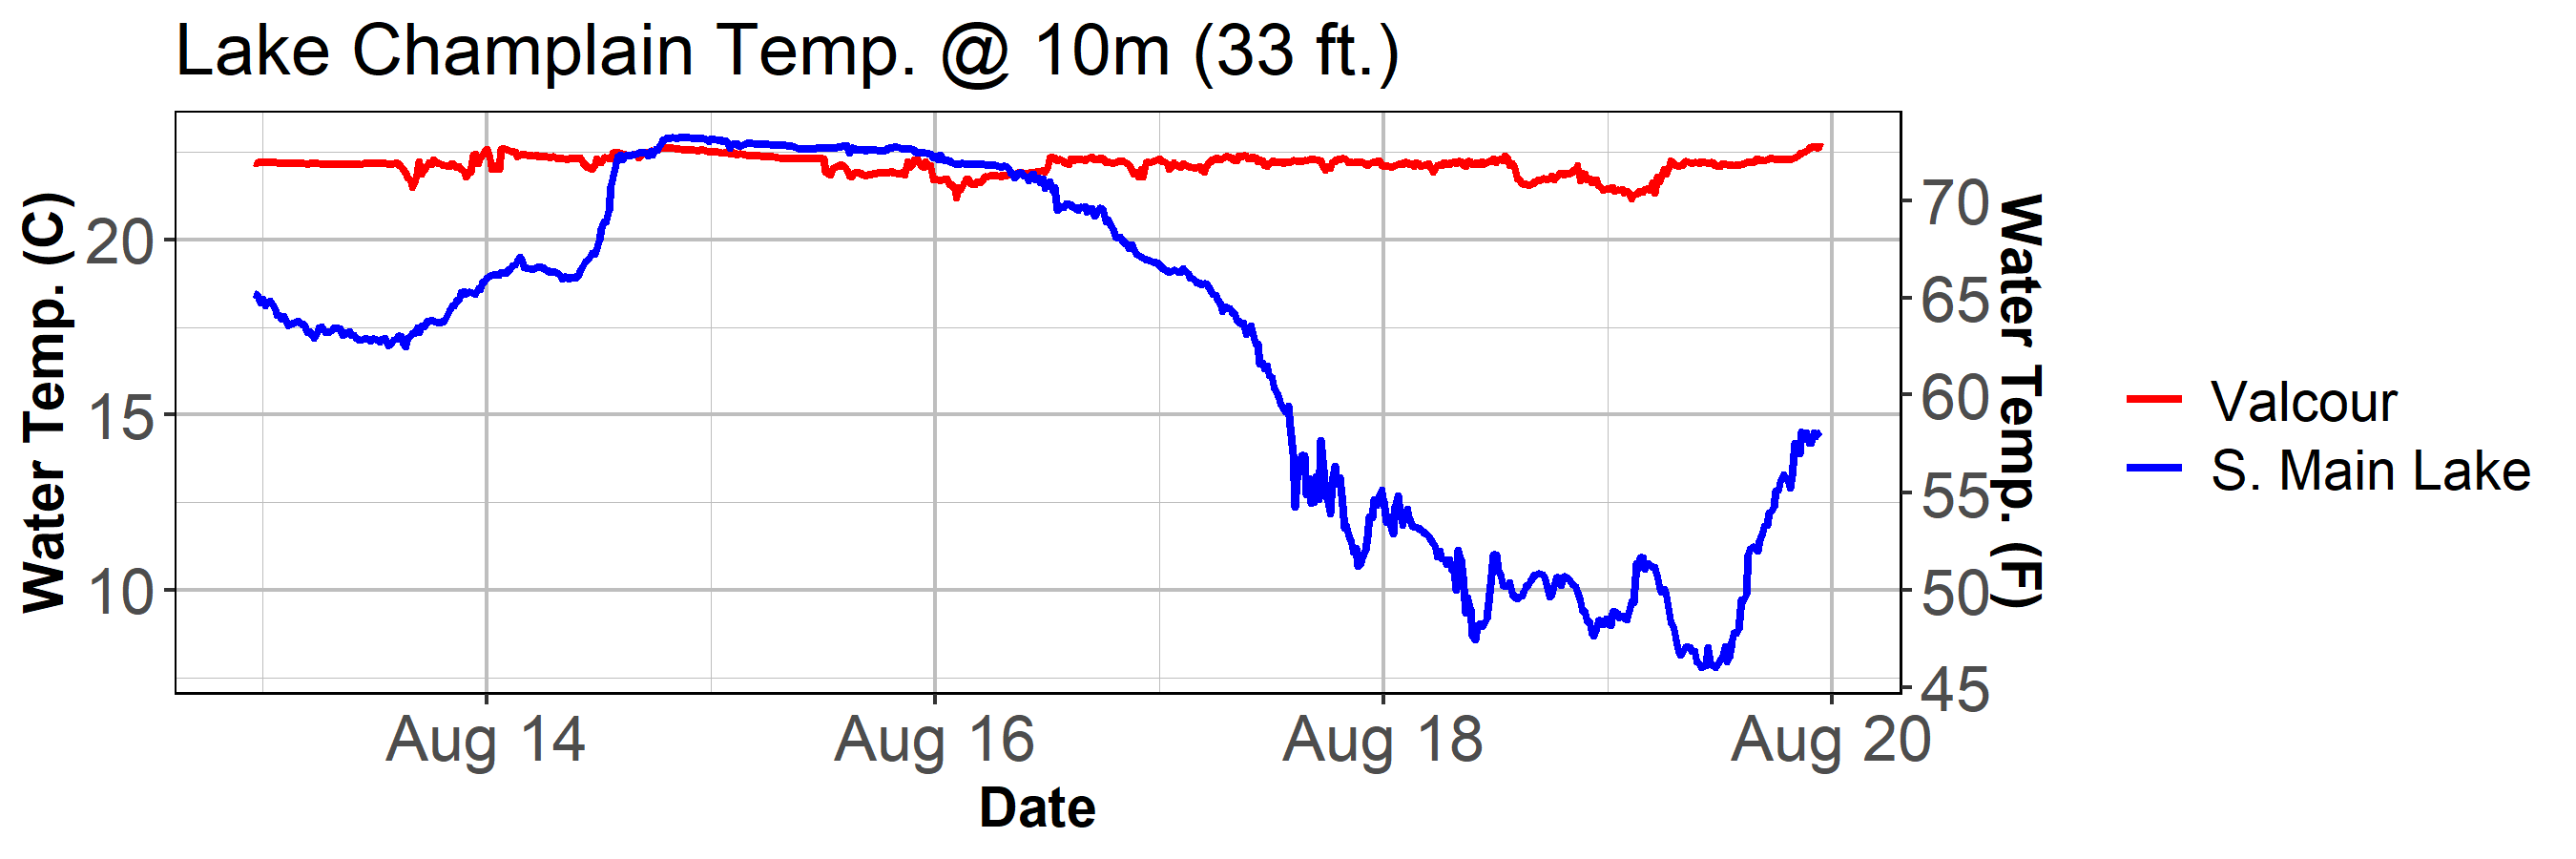 Lake Champlain Temp. @ 10m (33 ft.)
Water Temp. (C)
20
15
10
70
65
60
55
50
45
Water Temp. (F)
Aug 14
Aug 16
Aug 18
Aug 20
Date
Valcour
S. Main Lake